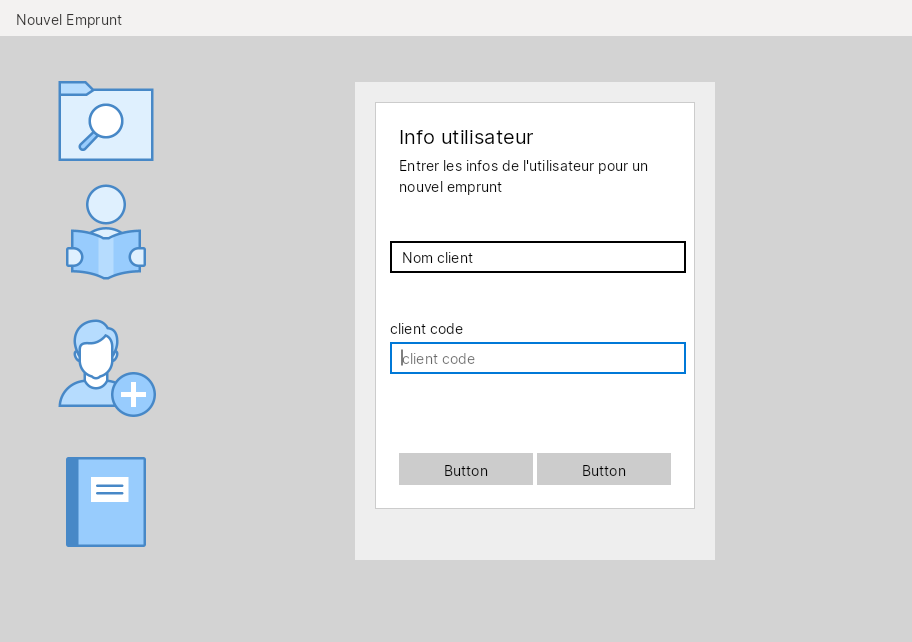 Nouvel Emprunt
Info utilisateur
Entrer les infos de l'utilisateur pour un
nouvel emprunt
Nom client
client code
client code
Button Button